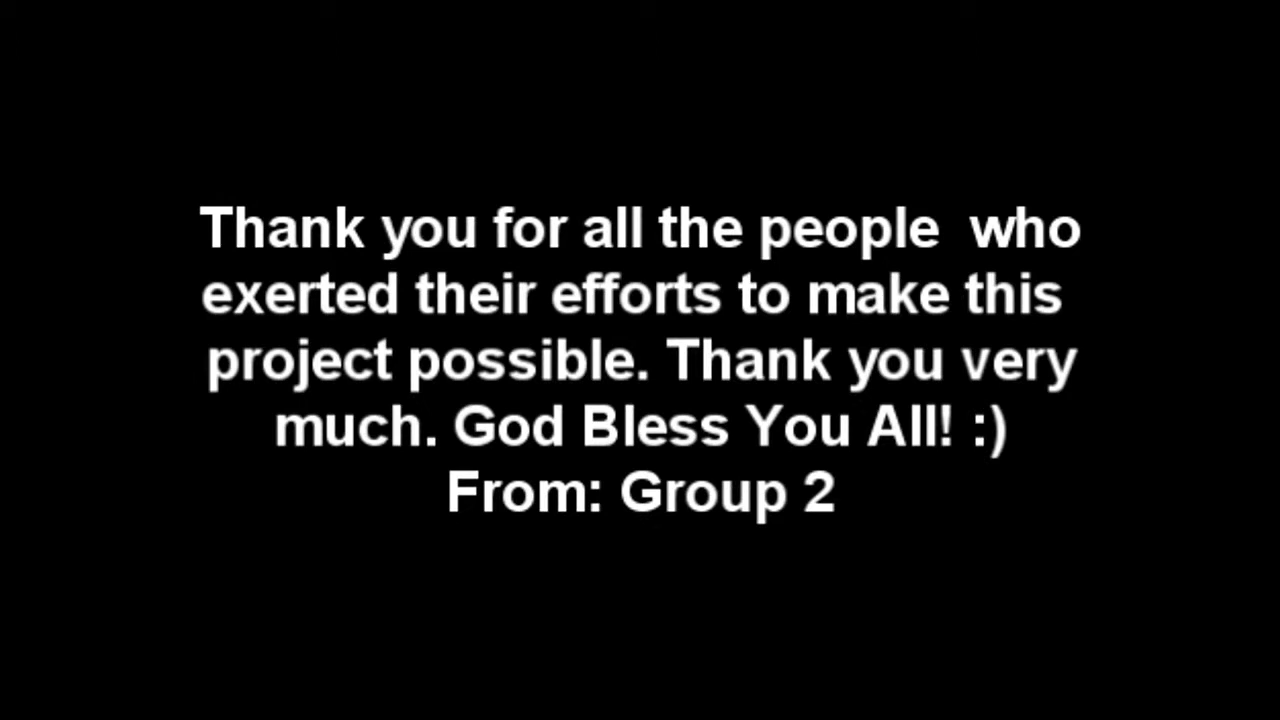 Thank you for all the people  who
exerted their efforts to make this
project possible. Thank you very
much. God Bless You All! :)
From: Group 2